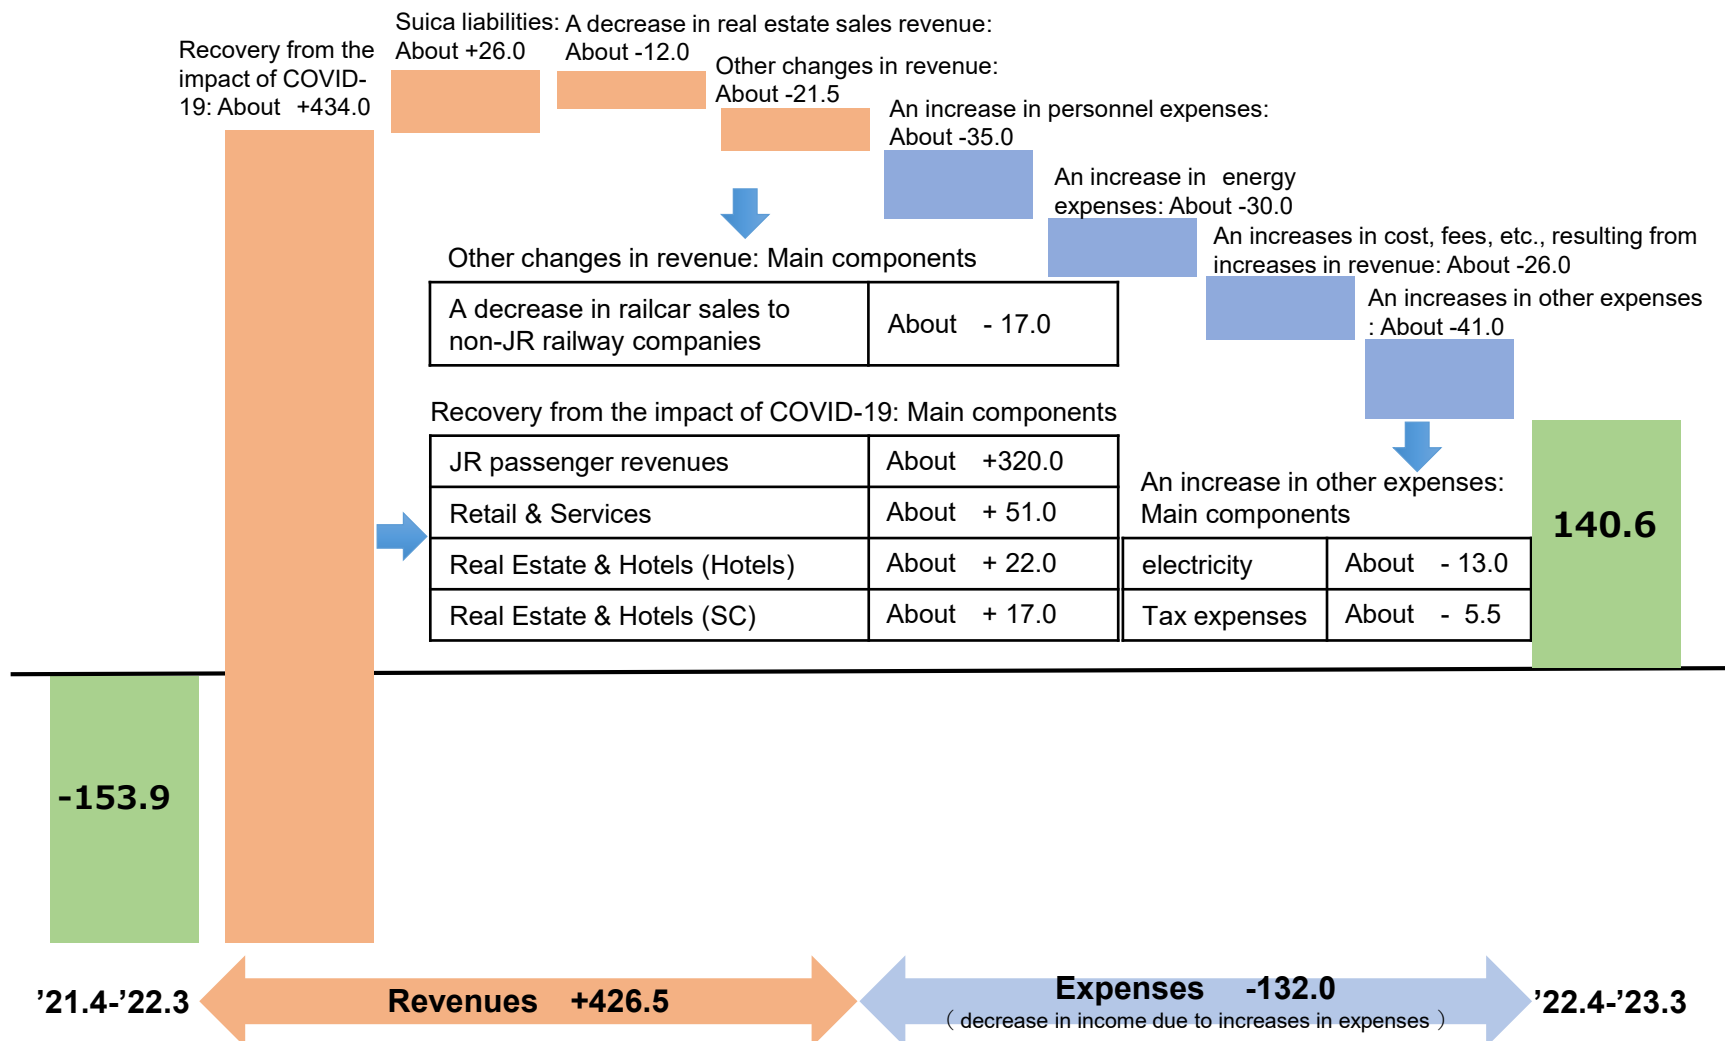 Recovery from the
impact of COVID-
19: About +434.0
Suica liabilities:
About +26.0
A decrease in real estate sales revenue:
About -12.0
Other changes in revenue:
About -21.5
An increase in personnel expenses:
About -35.0
An increase in energy
expenses: About -30.0
An increases in cost, fees, etc., resulting from
increases in revenue: About -26.0
An increases in other expenses
: About -41.0
Other changes in revenue: Main components
A decrease in railcar sales to
non-JR railway companies
About - 17.0
Recovery from the impact of COVID-19: Main components
JR passenger revenues About +320.0
Retail & Services About + 51.0
Real Estate & Hotels (Hotels) About + 22.0
Real Estate & Hotels (SC) About + 17.0
An increase in other expenses:
Main components
electricity About - 13.0
Tax expenses About - 5.5
-153.9
140.6
’21.4-’22.3
Revenues +426.5
Expenses -132.0
（ decrease in income due to increases in expenses ）
’22.4-’23.3